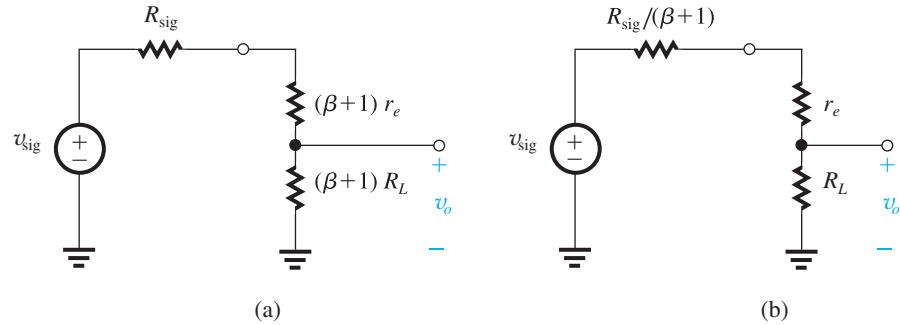 R_sig
v_sig
+
−
(β+1) r_e
(β+1) R_L
+
v_o
−
(a)
R_sig/(β+1)
v_sig
+
−
r_e
R_L
+
v_o
−
(b)